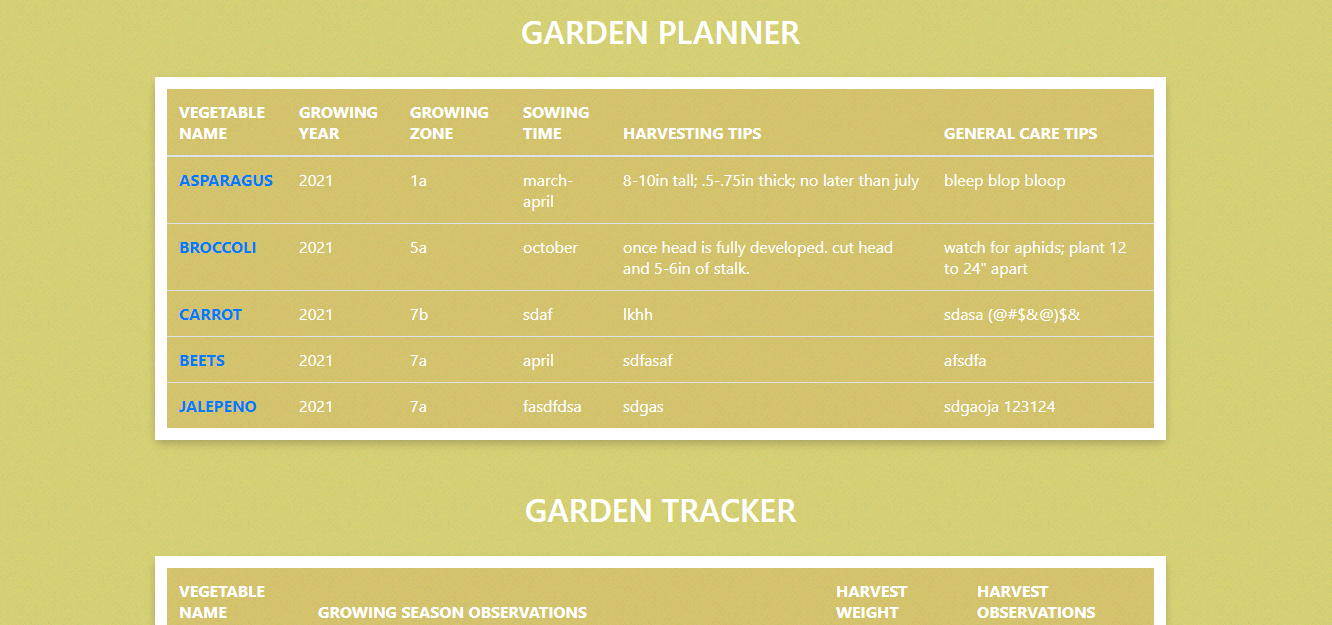 GARDEN PLANNER
VEGETABLE NAME GROWING YEAR GROWING ZONE SOWING TIME HARVESTING TIPS GENERAL CARE TIPS
ASPARAGUS 2021 1a march-april 8-10in tall; .5-.75in thick; no later than july bleep blop bloop
BROCCOLI 2021 5a october once head is fully developed. cut head and 5-6in of stalk. watch for aphids; plant 12 to 24" apart
CARROT 2021 7b sdaf lkhh sdasa (@#$&@)$&
BEETS 2021 7a april sdfasaf afsdfa
JALEPENO 2021 7a fasdfdsa sdgas sdgaoja 123124
GARDEN TRACKER
VEGETABLE NAME GROWING SEASON OBSERVATIONS HARVEST WEIGHT HARVEST OBSERVATIONS